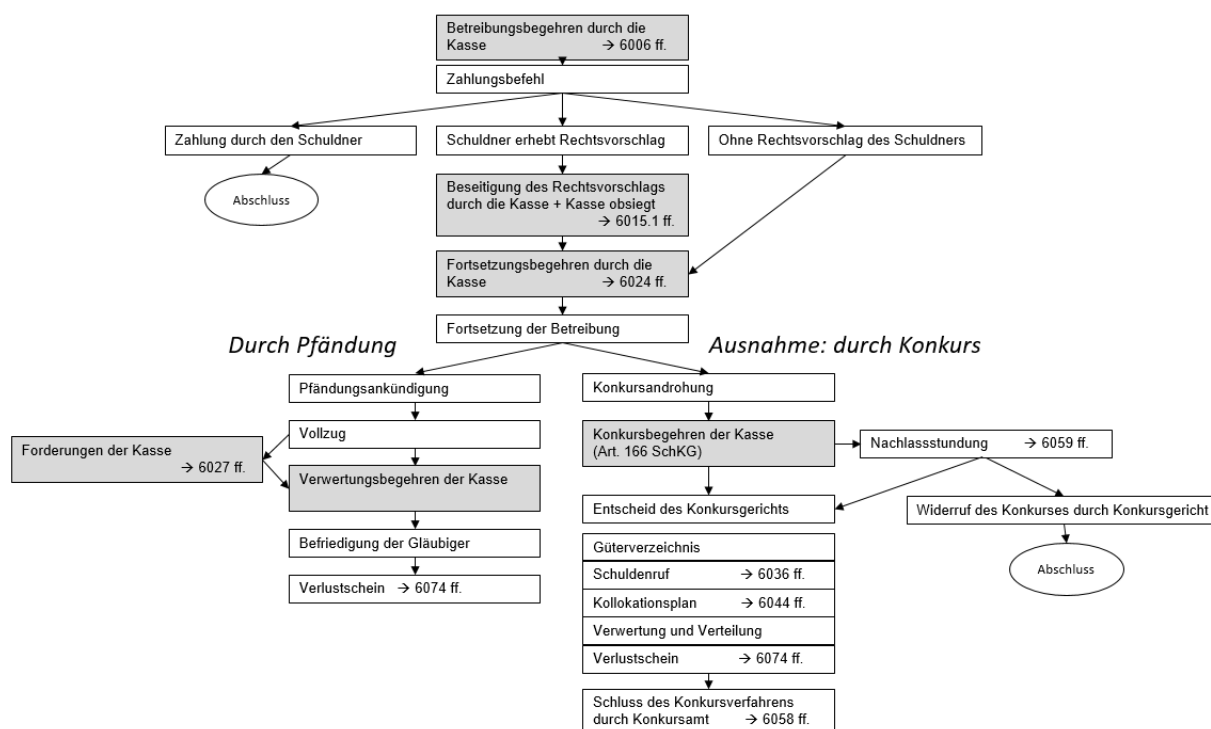 Betreibungsbegehren durch die
Kasse → 6006 ff.
Zahlungsbefehl
Zahlung durch den Schuldner
Schuldner erhebt Rechtsvorschlag
Ohne Rechtsvorschlag des Schuldners
Abschluss
Beseitigung des Rechtsvorschlags
durch die Kasse + Kasse obsiegt
→ 6015.1 ff.
Fortsetzungsbegehren durch die
Kasse → 6024 ff.
Fortsetzung der Betreibung
Durch Pfändung
Ausnahme: durch Konkurs
Pfändungsankündigung
Vollzug
Forderungen der Kasse
→ 6027 ff.
Verwertungsbegehren der Kasse
Befriedigung der Gläubiger
Verlustschein → 6074 ff.
Konkursandrohung
Konkursbegehren der Kasse
(Art. 166 SchKG)
Nachlassstundung → 6059 ff.
Entscheid des Konkursgerichts
Widerruf des Konkurses durch Konkursgericht
Abschluss
Güterverzeichnis
Schuldenruf → 6036 ff.
Kollokationsplan → 6044 ff.
Verwertung und Verteilung
Verlustschein → 6074 ff.
Schluss des Konkursverfahrens
durch Konkursamt → 6058 ff.